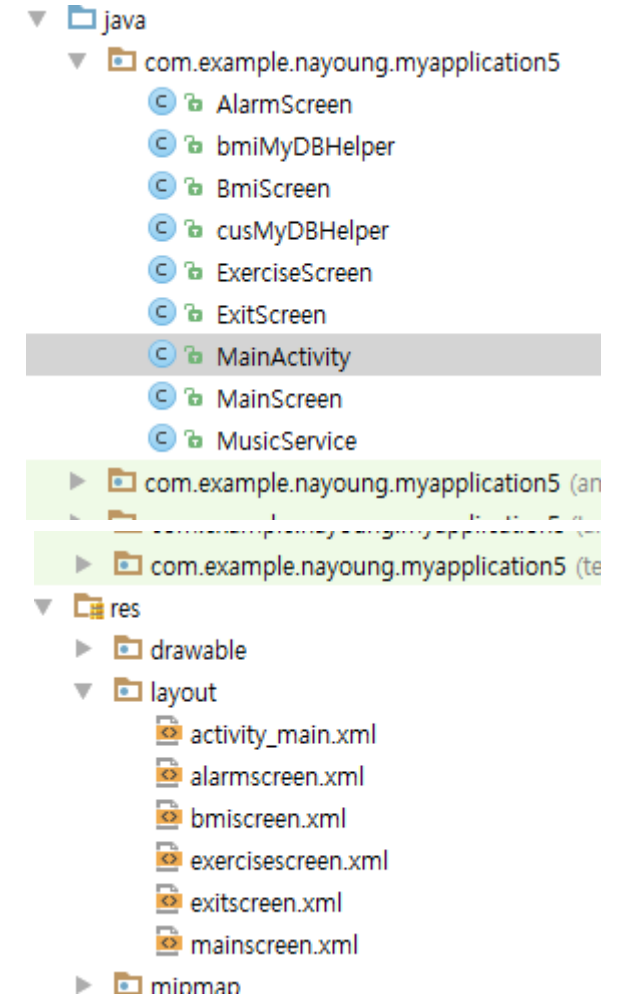 java
com.example.nayoung.myapplication5
AlarmScreen
bmiMyDBHelper
BmiScreen
cusMyDBHelper
ExerciseScreen
ExitScreen
MainActivity
MainScreen
MusicService
com.example.nayoung.myapplication5 (an
com.example.nayoung.myapplication5 (te
res
drawable
layout
activity_main.xml
alarmscreen.xml
bmiscreen.xml
exercisescreen.xml
exitscreen.xml
mainscreen.xml
mipmap